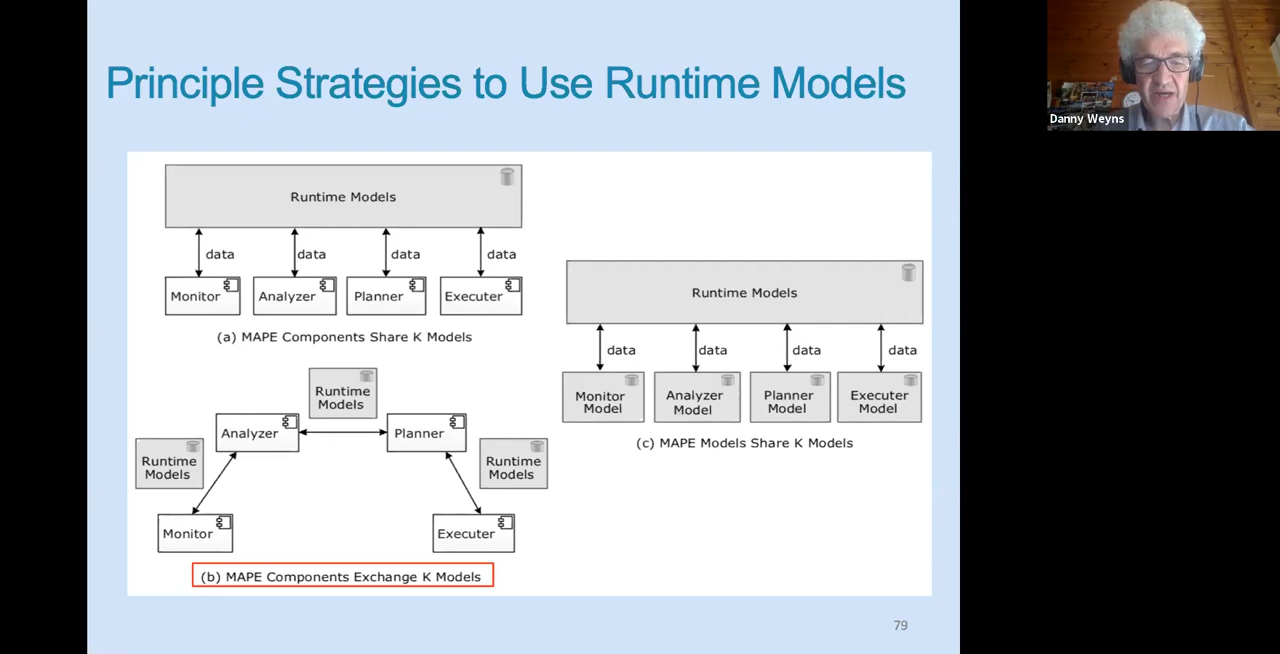 Principle Strategies to Use Runtime Models
Danny Weyns
Runtime Models
data
data
data
data
Monitor
Analyzer
Planner
Executer
(a) MAPE Components Share K Models
Runtime
Models
Analyzer
Planner
Runtime
Models
Runtime
Models
Monitor
Executer
(b) MAPE Components Exchange K Models
Runtime Models
data
data
data
data
Monitor
Model
Analyzer
Model
Planner
Model
Executer
Model
(c) MAPE Models Share K Models
79